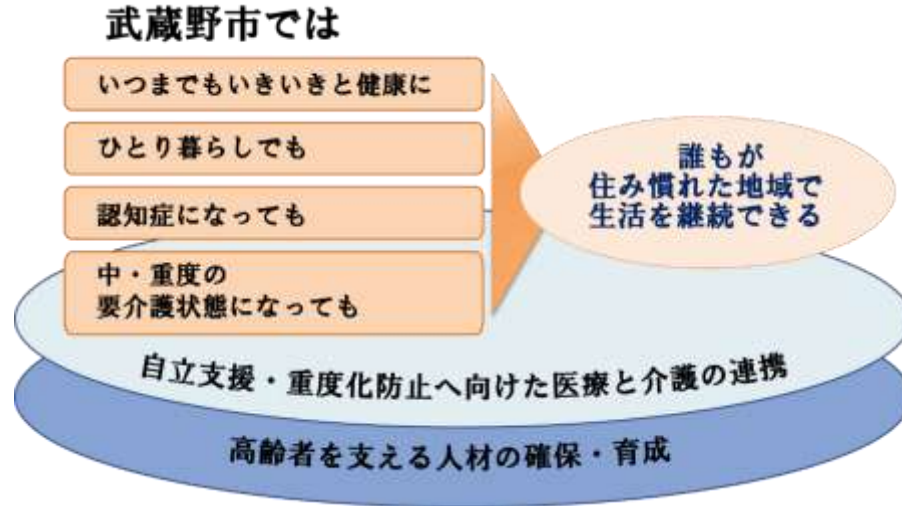 武蔵野市では
いつまでもいきいきと健康に
ひとり暮らしでも
認知症になっても
中・重度の
要介護状態になっても
誰もが
住み慣れた地域で
生活を継続できる
自立支援・重度化防止へ向けた医療と介護の連携
高齢者を支える人材の確保・育成